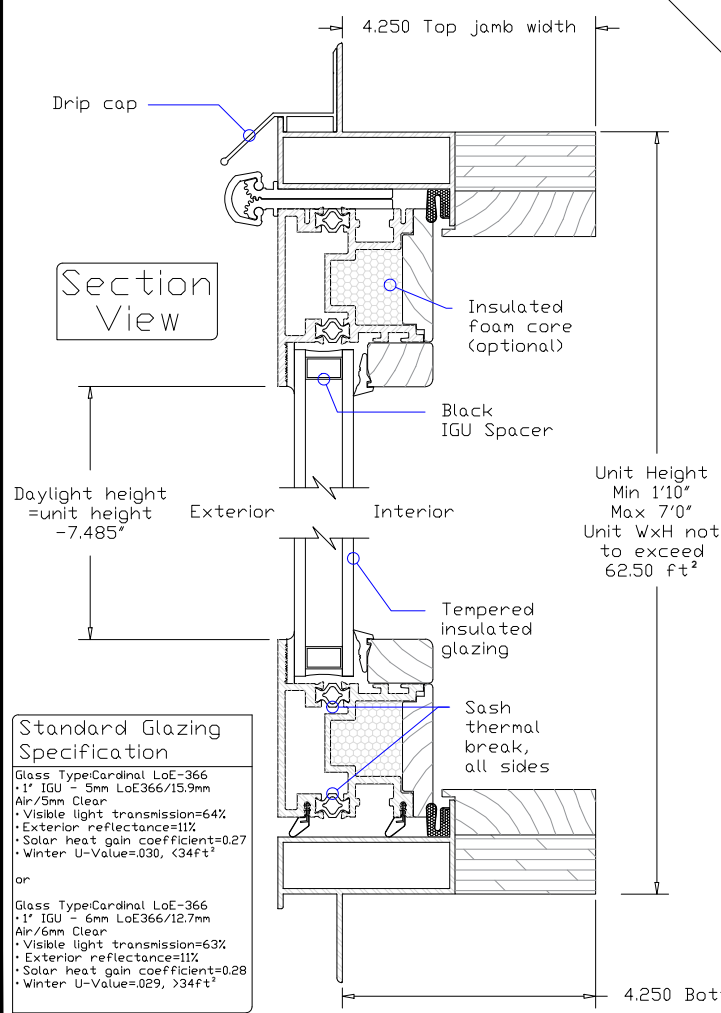 4.250 Top jamb width
Drip cap
Section
View
Insulated
foam core
(optional)
Black
IGU Spacer
Daylight height
=unit height
-7.485"
Exterior
Interior
Unit Height
Min 1'10"
Max 7'0"
Unit WxH not
to exceed
62.50 ft²
Tempered
insulated
glazing
Sash
thermal
break,
all sides
Standard Glazing
Specification
Glass Type:Cardinal LoE-366
• 1" IGU - 5mm LoE366/15.9mm
Air/5mm Clear
• Visible light transmission=64%
• Exterior reflectance=11%
• Solar heat gain coefficient=0.27
• Winter U-Value=.030, <34ft²
or
Glass Type:Cardinal LoE-366
• 1" IGU - 6mm LoE366/12.7mm
Air/6mm Clear
• Visible light transmission=63%
• Exterior reflectance=11%
• Solar heat gain coefficient=0.28
• Winter U-Value=.029, >34ft²
4.250 Bot